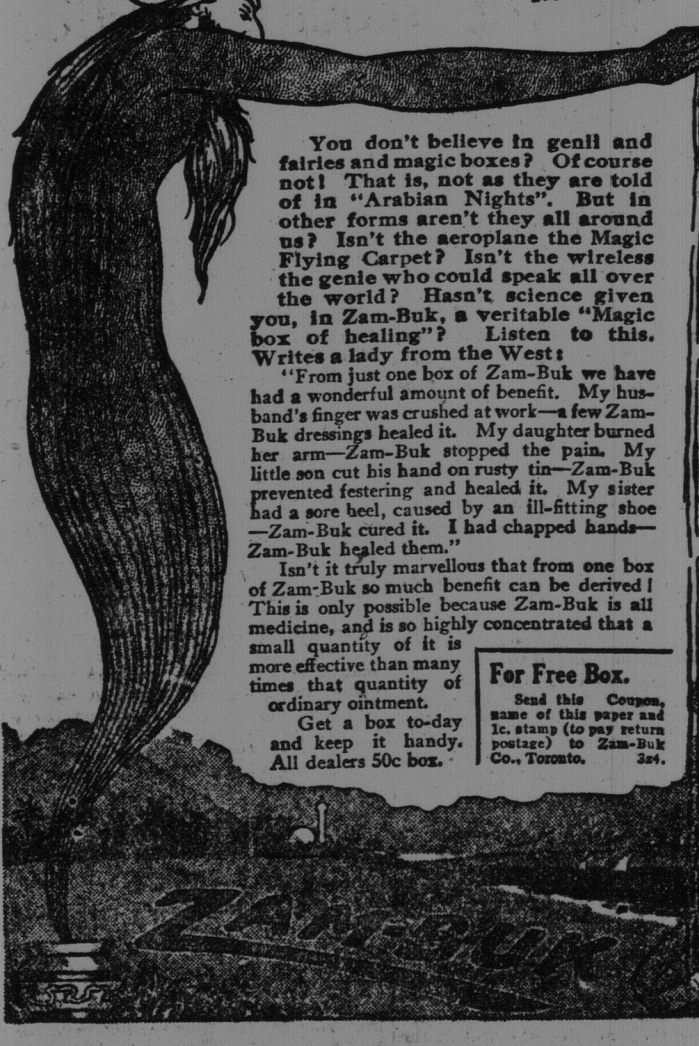 You don't believe in genii and
fairies and magic boxes? Of course
not! That is, not as they are told
of in "Arabian Nights". But in
other forms aren't they all around
us? Isn't the aeroplane the Magic
Flying Carpet? Isn't the wireless
the genie who could speak all over
the world? Hasn't science given
you, in Zam-Buk, a veritable "Magic
box of healing"? Listen to this.
Writes a lady from the West:
"From just one box of Zam-Buk we have
had a wonderful amount of benefit. My hus-
band's finger was crushed at work—a few Zam-
Buk dressings healed it. My daughter burned
her arm—Zam-Buk stopped the pain. My
little son cut his hand on rusty tin—Zam-Buk
prevented festering and healed it. My sister
had a sore heel, caused by an ill-fitting shoe
—Zam-Buk cured it. I had chapped hands—
Zam-Buk healed them."
Isn't it truly marvellous that from one box
of Zam-Buk so much benefit can be derived!
This is only possible because Zam-Buk is all
medicine, and is so highly concentrated that a
small quantity of it is
more effective than many
times that quantity of
ordinary ointment.
Get a box to-day
and keep it handy.
All dealers 50c box.
For Free Box.
Send this Coupon,
name of this paper and
1c. stamp (to pay return
postage) to Zam-Buk
Co., Toronto. 3x4.
ZAM-BUK